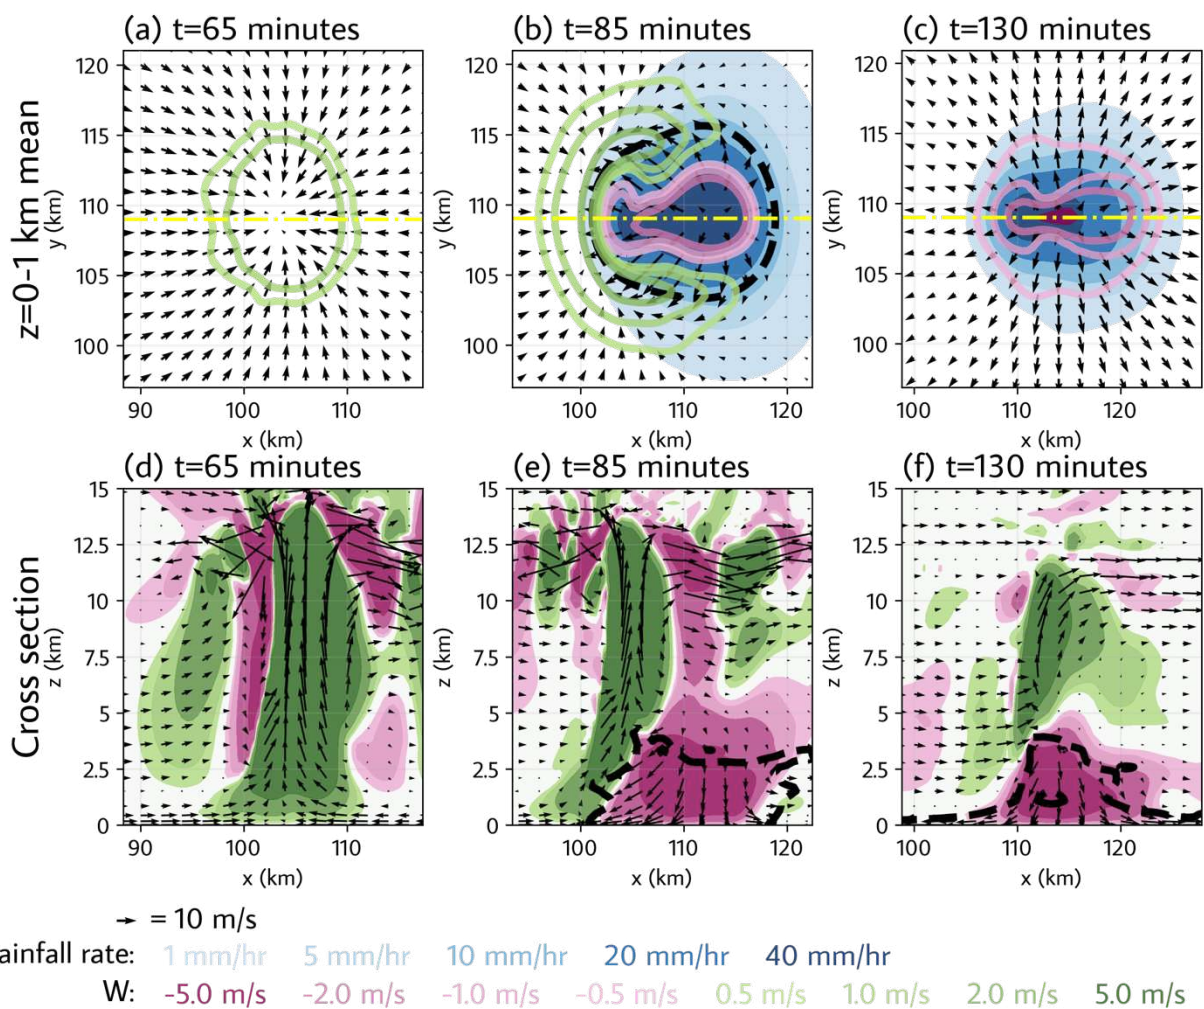 (a) t=65 minutes
(b) t=85 minutes
(c) t=130 minutes
z=0-1 km mean
y (km)
120
115
110
105
100
90
100
110
x (km)
y (km)
120
115
110
105
100
100
110
120
x (km)
y (km)
120
115
110
105
100
100
110
120
x (km)
(d) t=65 minutes
(e) t=85 minutes
(f) t=130 minutes
Cross section
z (km)
15
12.5
10
7.5
5
2.5
0
90
100
110
x (km)
z (km)
15
12.5
10
7.5
5
2.5
0
100
110
120
x (km)
z (km)
15
12.5
10
7.5
5
2.5
0
100
110
120
x (km)
= 10 m/s
ainfall rate: 1 mm/hr 5 mm/hr 10 mm/hr 20 mm/hr 40 mm/hr
W: -5.0 m/s -2.0 m/s -1.0 m/s -0.5 m/s 0.5 m/s 1.0 m/s 2.0 m/s 5.0 m/s